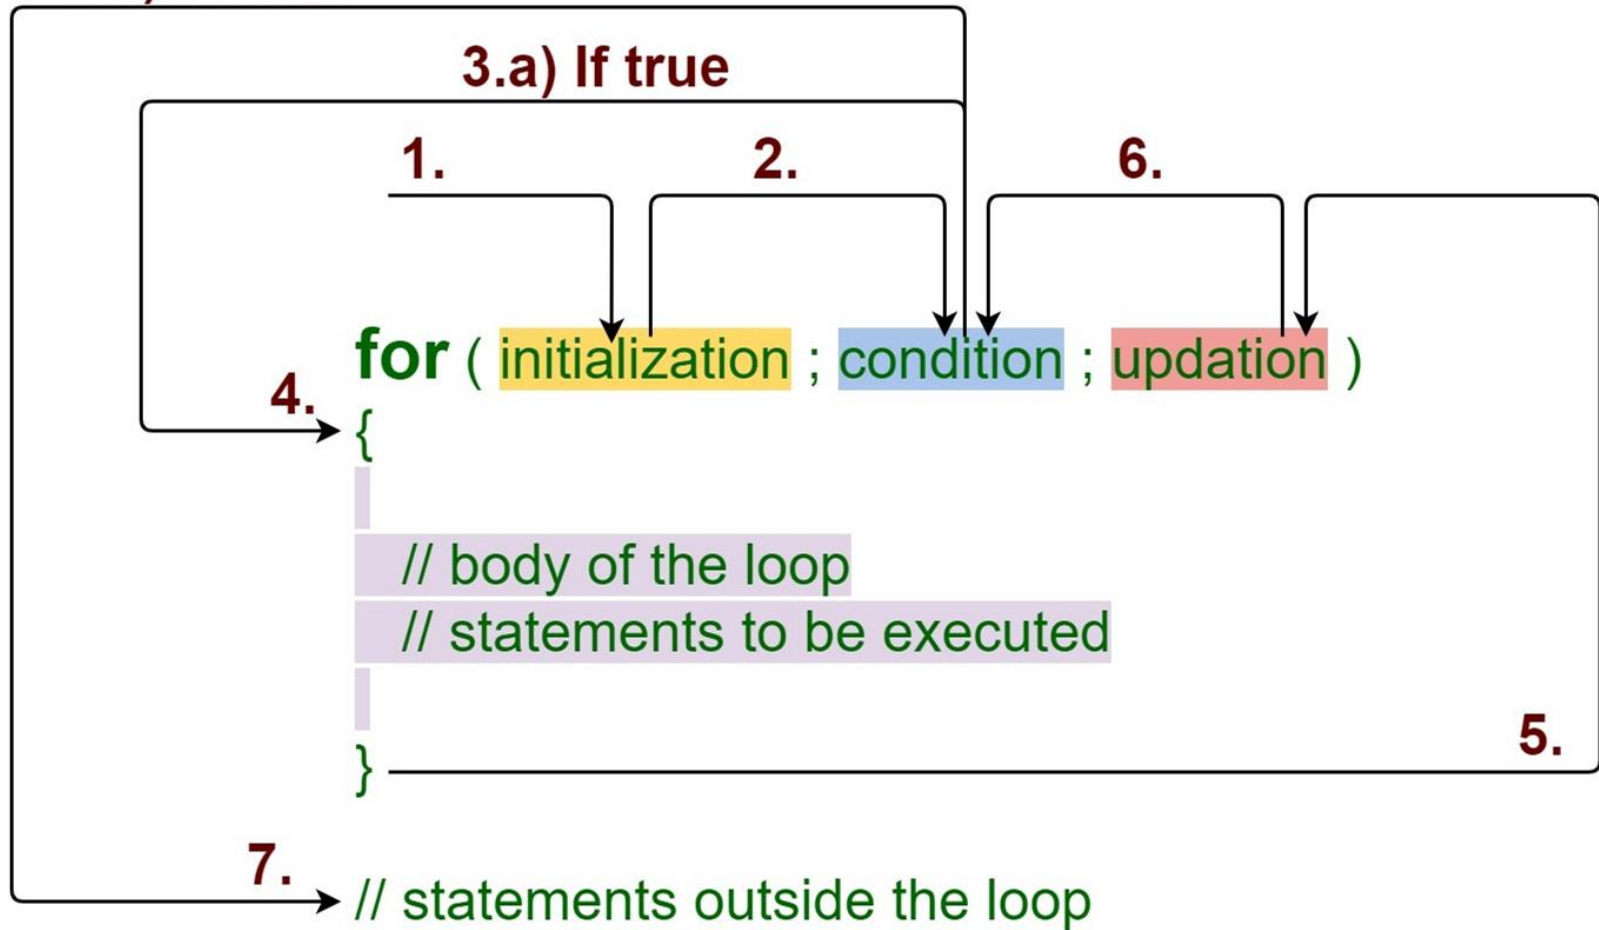 3.a) If true
1. 2. 6.
for ( initialization ; condition ; updation )
4.
{
// body of the loop
// statements to be executed
5.
}
7.
// statements outside the loop